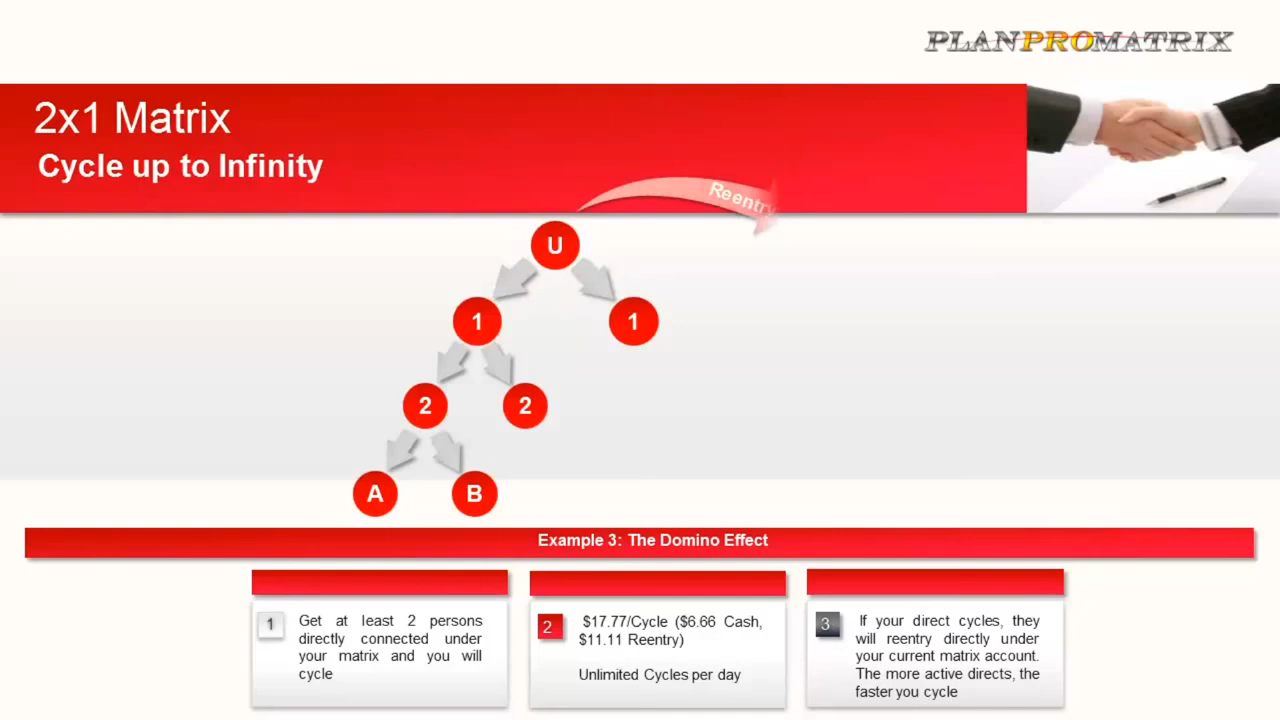 PLANPROMATRIX
2x1 Matrix
Cycle up to Infinity
Reentry
U
1 1
2 2
A B
Example 3: The Domino Effect
1
Get at least 2 persons
directly connected under
your matrix and you will
cycle
2
$17.77/Cycle ($6.66 Cash,
$11.11 Reentry)
Unlimited Cycles per day
3
If your direct cycles, they
will reentry directly under
your current matrix account.
The more active directs, the
faster you cycle